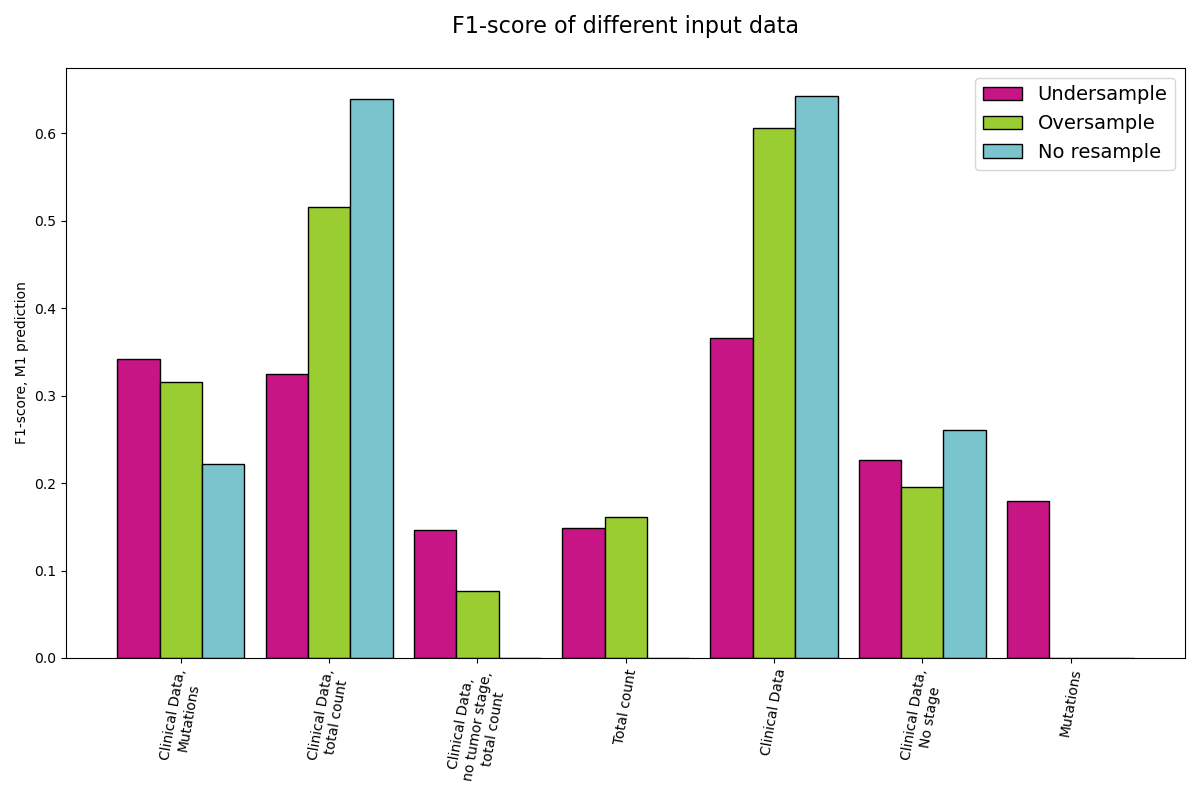 F1-score of different input data
Undersample
Oversample
No resample
F1-score, M1 prediction
0.6
0.5
0.4
0.3
0.2
0.1
0.0
Clinical Data,
Mutations
Clinical Data,
total count
Clinical Data,
no tumor stage,
total count
Total count
Clinical Data
Clinical Data,
No stage
Mutations